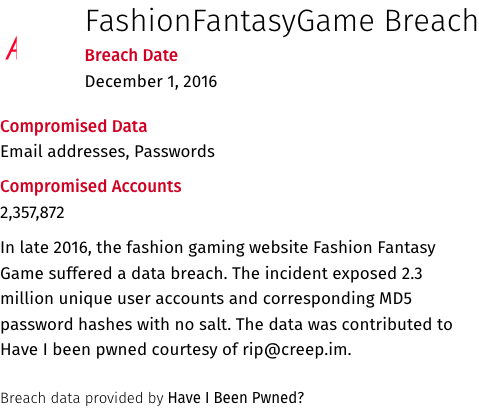 FashionFantasyGame Breach
Breach Date
December 1, 2016
Compromised Data
Email addresses, Passwords
Compromised Accounts
2,357,872
In late 2016, the fashion gaming website Fashion Fantasy
Game suffered a data breach. The incident exposed 2.3
million unique user accounts and corresponding MD5
password hashes with no salt. The data was contributed to
Have I been pwned courtesy of rip@creep.im.
Breach data provided by Have I Been Pwned?